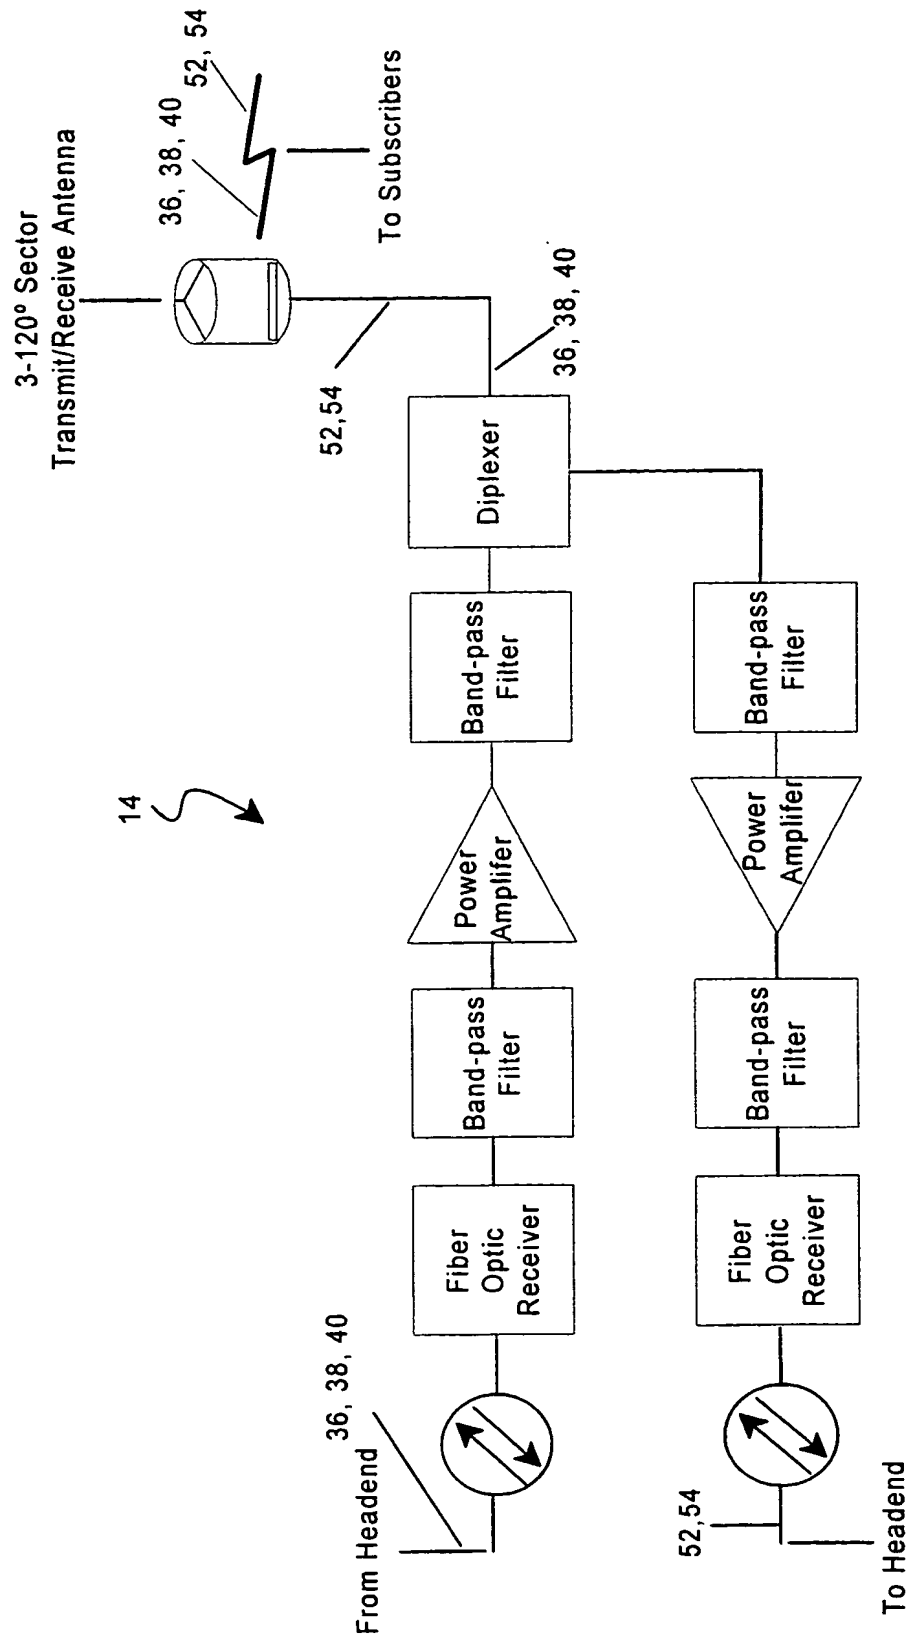 3-120º Sector
Transmit/Receive Antenna
36, 38, 40
52, 54
To Subscribers
52,54
36, 38, 40
14
From Headend
36, 38, 40
Fiber
Optic
Receiver
Band-pass
Filter
Power
Amplifer
Band-pass
Filter
Diplexer
52,54
To Headend
Fiber
Optic
Receiver
Band-pass
Filter
Power
Amplifer
Band-pass
Filter